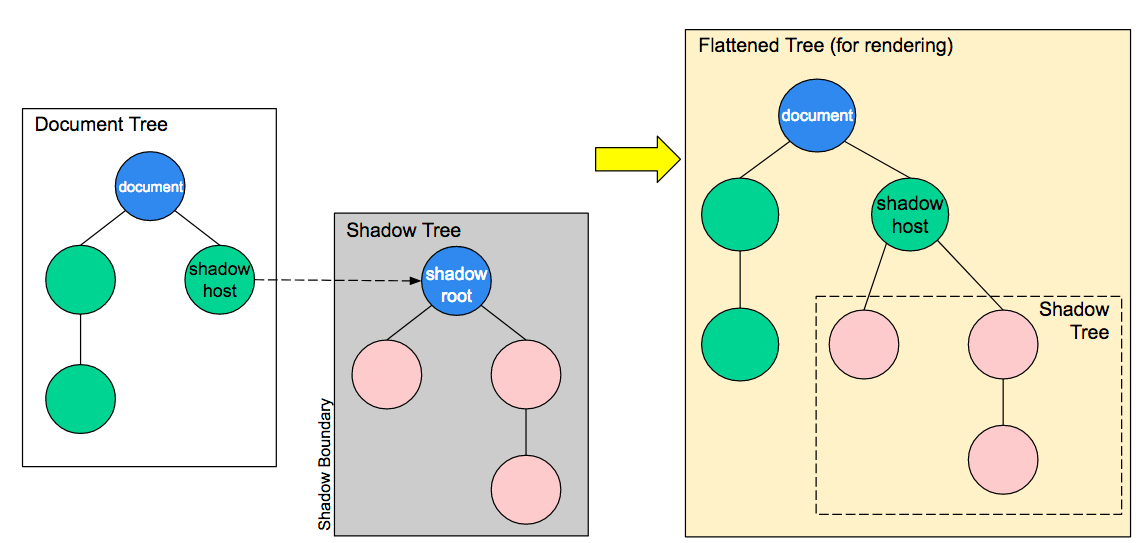 Document Tree
document
shadow
host
Shadow Tree
shadow
root
Shadow Boundary
Flattened Tree (for rendering)
document
shadow
host
Shadow
Tree